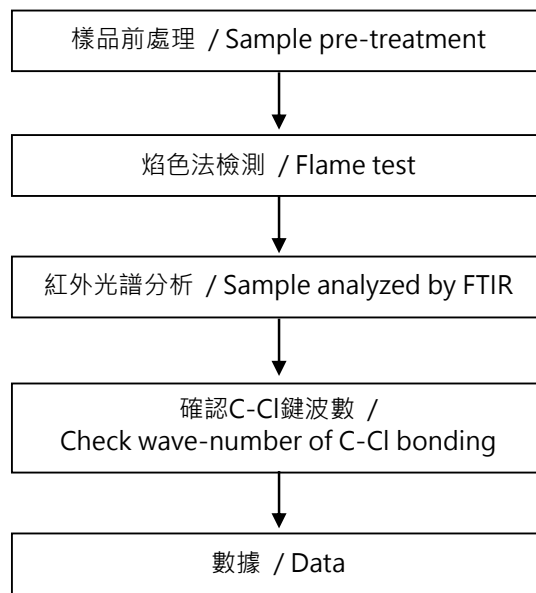 樣品前處理 / Sample pre-treatment
焰色法檢測 / Flame test
紅外光譜分析 / Sample analyzed by FTIR
確認C-Cl鍵波數 /
Check wave-number of C-Cl bonding
數據 / Data